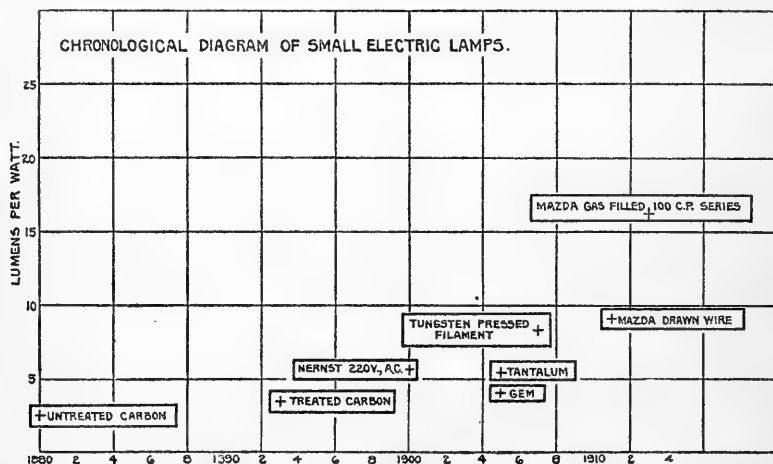 CHRONOLOGICAL DIAGRAM OF SMALL ELECTRIC LAMPS.
LUMENS PER WATT.
25
20
15
10
5
MAZDA GAS FILLED, 100 C.P. SERIES
MAZDA DRAWN WIRE
TUNGSTEN PRESSED
FILAMENT
NERNST 220V., A.C.
TANTALUM
GEM
TREATED CARBON
UNTREATED CARBON
1880 2 4 6 8 1390 2 4 6 8 1900 2 4 6 8 1910 2 4